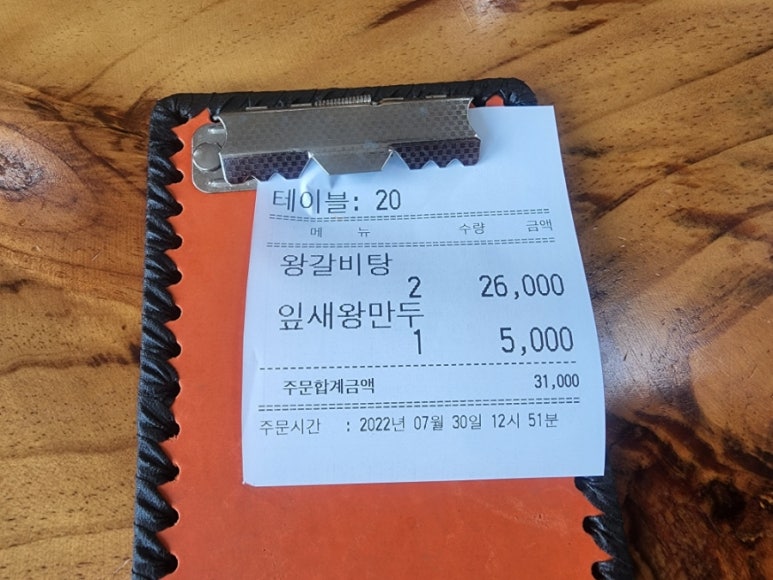 테이블: 20
메 뉴 수량 금액
왕갈비탕
2 26,000
잎새왕만두
1 5,000
주문합계금액 31,000
주문시간 : 2022년 07월 30일 12시 51분